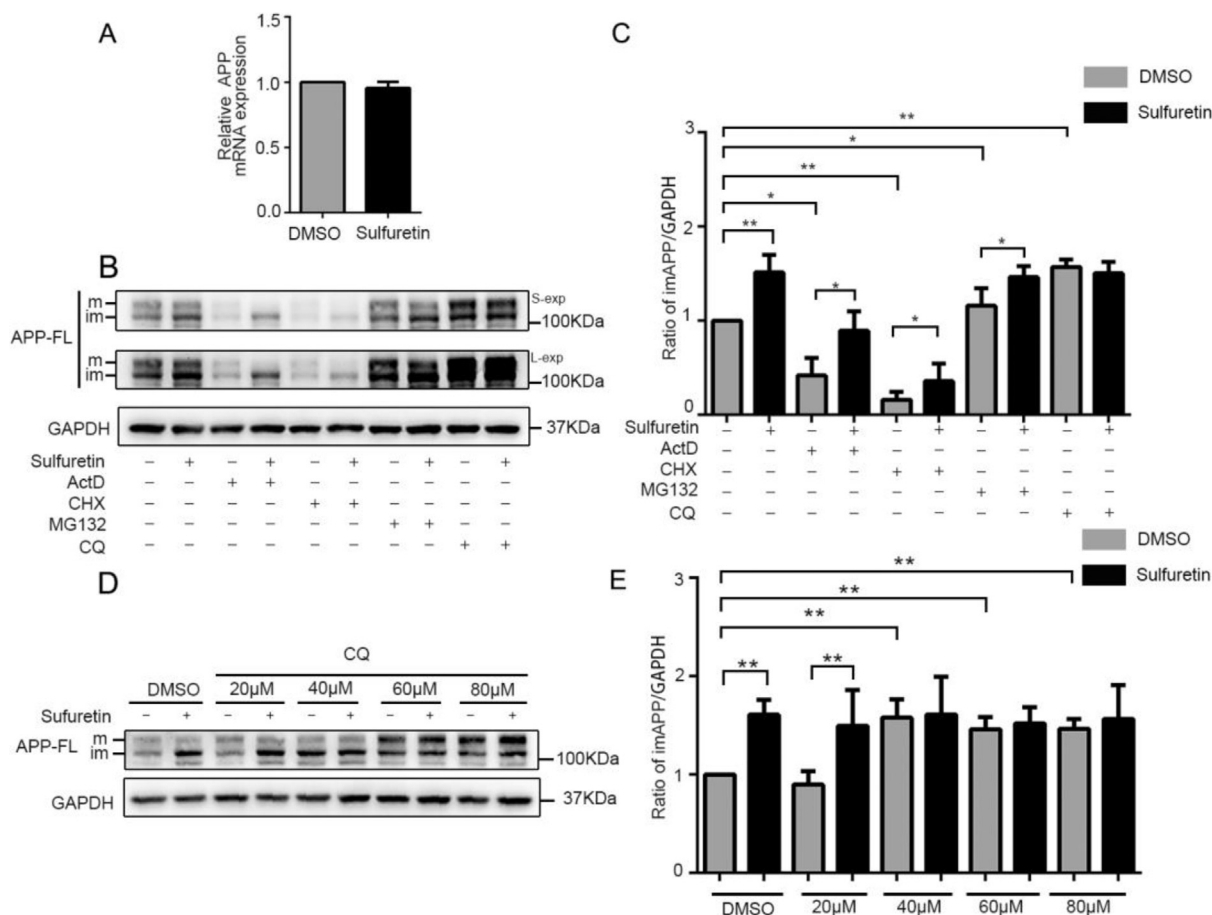 A
Relative APP
mRNA expression
1.5
1.0
0.5
0.0
DMSO Sulfuretin
B
APP-FL
m
im
S-exp
100KDa
m
im
L-exp
100KDa
GAPDH
37KDa
Sulfuretin – + – + – + – + – +
ActD – – + + – – – – – –
CHX – – – – + + – – – –
MG132 – – – – – – + + – –
CQ – – – – – – – – + +
C
DMSO
Sulfuretin
Ratio of imAPP/GAPDH
3
2
1
0
**
*
**
*
**
*
*
*
Sulfuretin – + – + – + – + – +
ActD – – + + – – – – – –
CHX – – – – + + – – – –
MG132 – – – – – – + + – –
CQ – – – – – – – – + +
D
CQ
DMSO 20μM 40μM 60μM 80μM
Sufuretin – + – + – + – + – +
APP-FL
m
im
100KDa
GAPDH
37KDa
E
DMSO
Sulfuretin
Ratio of imAPP/GAPDH
3
2
1
0
**
**
**
** **
DMSO 20μM 40μM 60μM 80μM